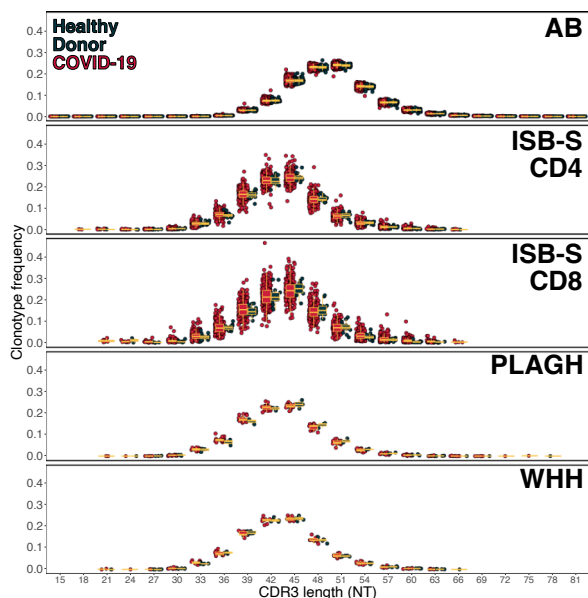 Healthy
Donor
COVID-19
AB
0.4
0.3
0.2
0.1
0.0
ISB-S
CD4
0.4
0.3
0.2
0.1
0.0
ISB-S
CD8
0.4
0.3
0.2
0.1
0.0
PLAGH
0.4
0.3
0.2
0.1
0.0
WHH
0.4
0.3
0.2
0.1
0.0
Clonotype frequency
15 18 21 24 27 30 33 36 39 42 45 48 51 54 57 60 63 66 69 72 75 78 81
CDR3 length (NT)